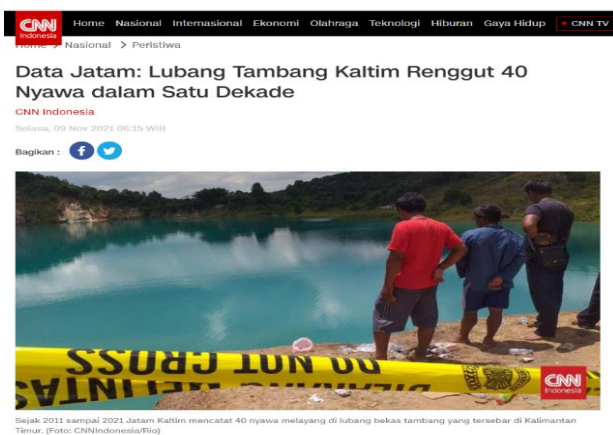 CNN
Indonesia
Home Nasional Internasional Ekonomi Olahraga Teknologi Hiburan Gaya Hidup CNN TV
Home > Nasional > Peristiwa
Data Jatam: Lubang Tambang Kaltim Renggut 40
Nyawa dalam Satu Dekade
CNN Indonesia
Selasa, 09 Nov 2021 06:15 WIB
Bagikan :
DO NOT CROSS
DILARANG MELINTAS
CNN
Indonesia
Sejak 2011 sampai 2021 Jatam Kaltim mencatat 40 nyawa melayang di lubang bekas tambang yang tersebar di Kalimantan
Timur. (Foto: CNNIndonesia/Rio)